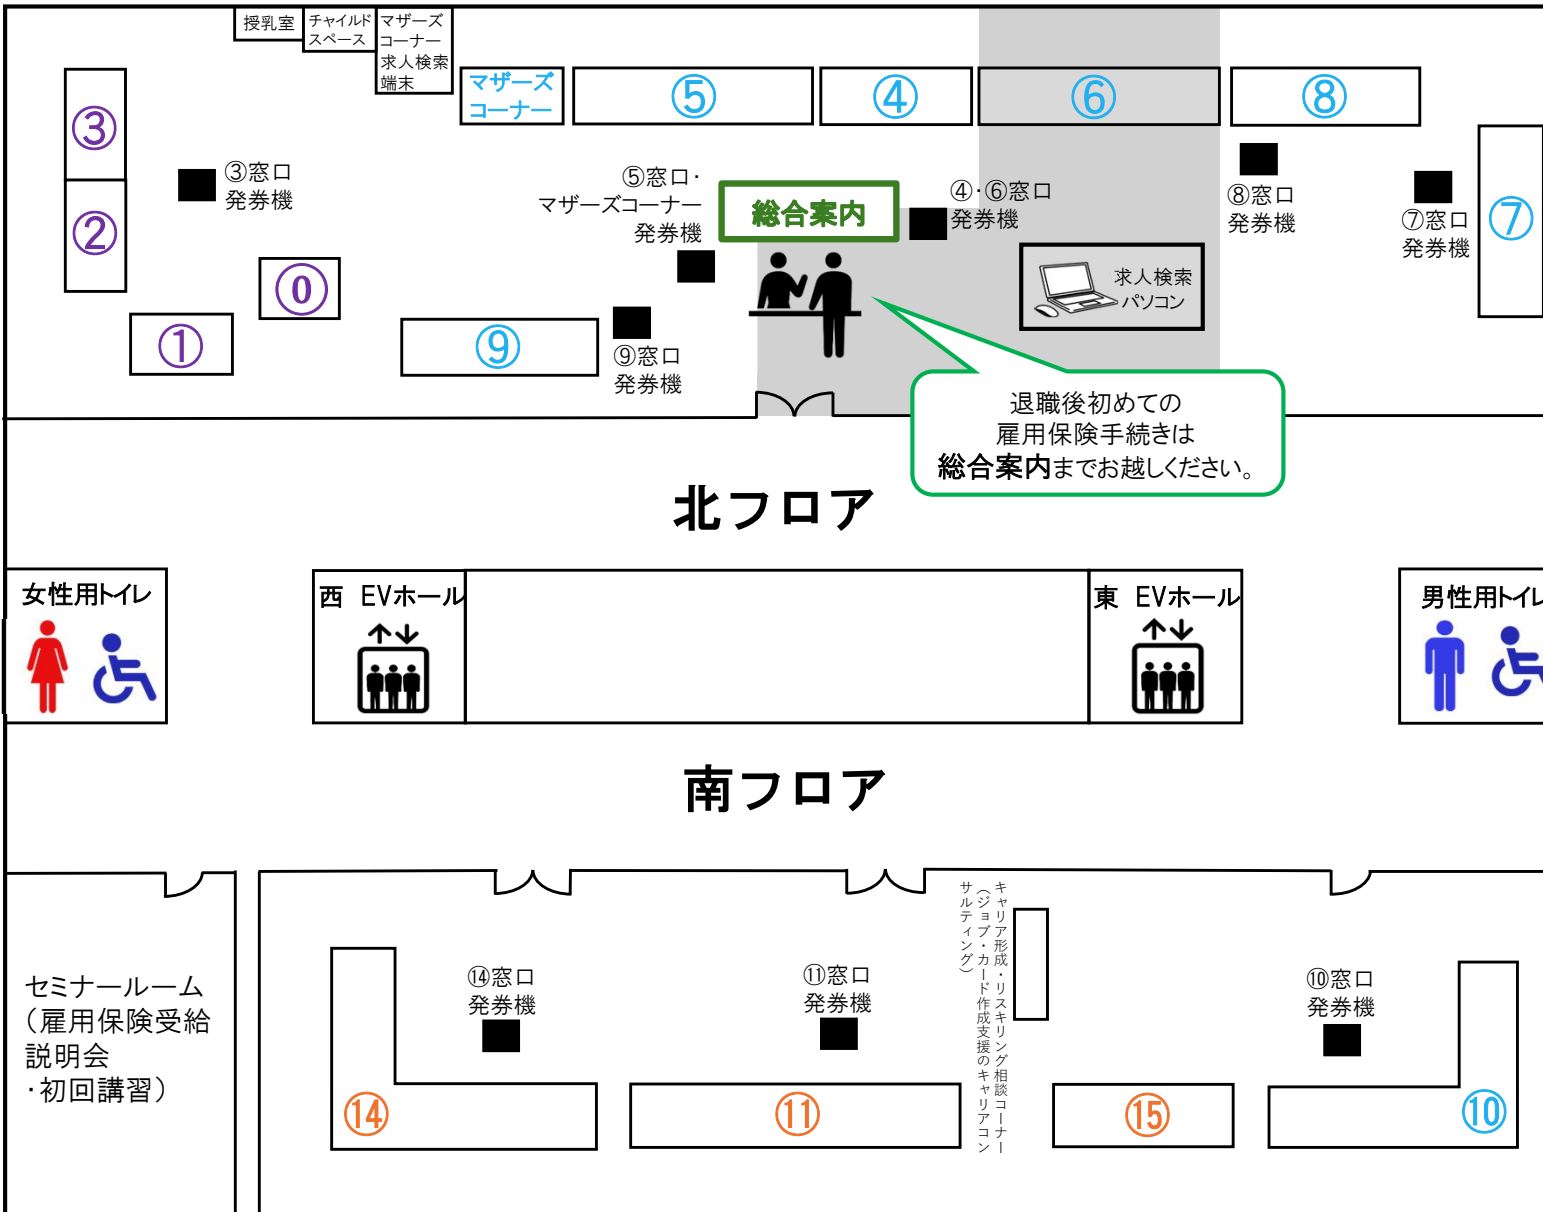 授乳室
チャイルド
スペース
マザーズ
コーナー
求人検索
端末
マザーズ
コーナー
⑤
④
⑥
⑧
③
②
③窓口
発券機
⑤窓口・
マザーズコーナー
発券機
総合案内
④・⑥窓口
発券機
⑧窓口
発券機
⑦窓口
発券機
⑦
⓪
①
⑨
⑨窓口
発券機
求人検索
パソコン
退職後初めての
雇用保険手続きは
総合案内までお越しください。
北フロア
女性用トイレ
西 EVホール
東 EVホール
男性用トイレ
南フロア
セミナールーム
（雇用保険受給
説明会
・初回講習）
⑭窓口
発券機
⑪窓口
発券機
キャリア形成・リスキリング相談コーナー
（ジョブ・カード作成支援のキャリアコン
サルティング）
⑩窓口
発券機
⑭
⑪
⑮
⑩